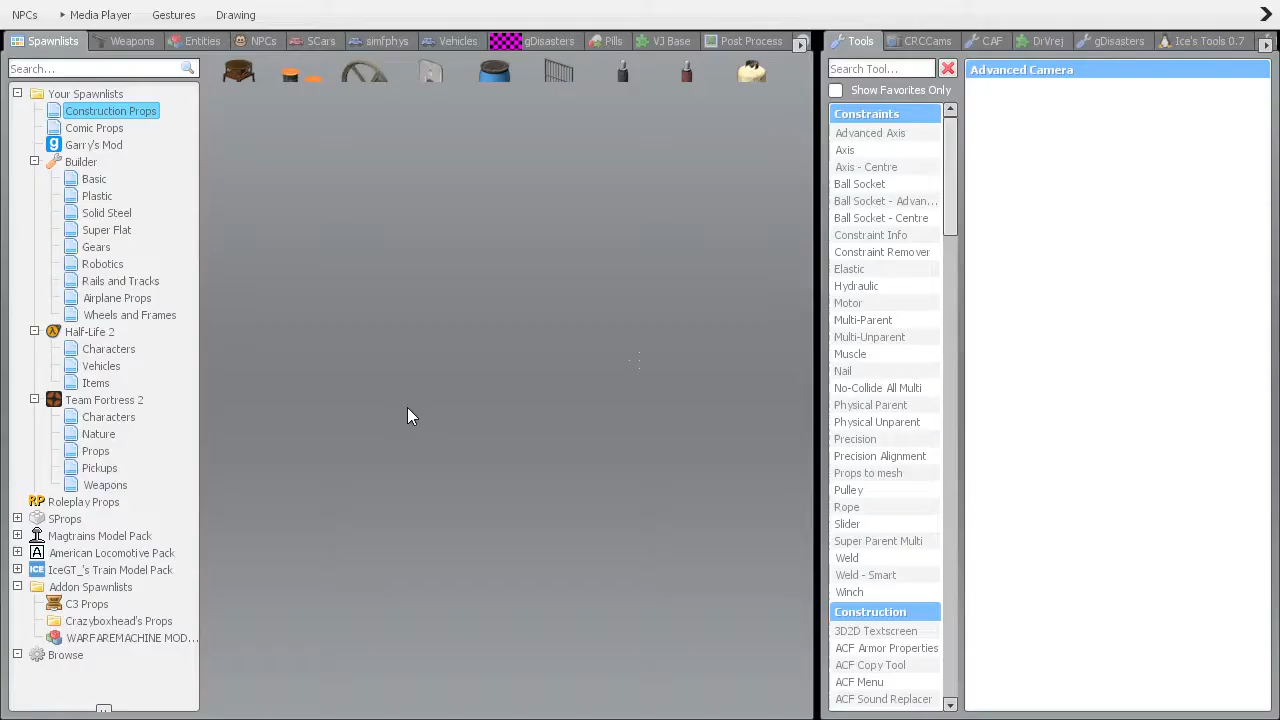 NPCs Media Player Gestures Drawing
Spawnlists Weapons Entities NPCs SCars simfphys Vehicles gDisasters Pills VJ Base Post Process
Search...
Your Spawnlists
Construction Props
Comic Props
Garry's Mod
Builder
Basic
Plastic
Solid Steel
Super Flat
Gears
Robotics
Rails and Tracks
Airplane Props
Wheels and Frames
Half-Life 2
Characters
Vehicles
Items
Team Fortress 2
Characters
Nature
Props
Pickups
Weapons
RP Roleplay Props
SProps
Magtrains Model Pack
A American Locomotive Pack
ICE IceGT_'s Train Model Pack
Addon Spawnlists
C3 Props
Crazyboxhead's Props
WARFAREMACHINE MOD...
Browse
Tools CRCCams CAF DrVrej gDisasters Ice's Tools 0.7
Search Tool...
Show Favorites Only
Constraints
Advanced Axis
Axis
Axis - Centre
Ball Socket
Ball Socket - Advan...
Ball Socket - Centre
Constraint Info
Constraint Remover
Elastic
Hydraulic
Motor
Multi-Parent
Multi-Unparent
Muscle
Nail
No-Collide All Multi
Physical Parent
Physical Unparent
Precision
Precision Alignment
Props to mesh
Pulley
Rope
Slider
Super Parent Multi
Weld
Weld - Smart
Winch
Construction
3D2D Textscreen
ACF Armor Properties
ACF Copy Tool
ACF Menu
ACF Sound Replacer
Advanced Camera